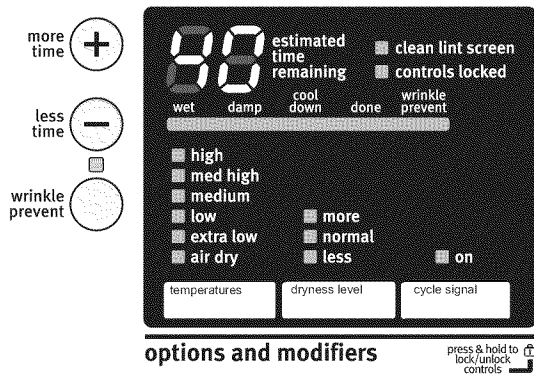 more
time
+
less
time
−
wrinkle
prevent
40
estimated
time
remaining
clean lint screen
controls locked
wet
damp
cool
down
done
wrinkle
prevent
high
med high
medium
low
extra low
air dry
more
normal
less
on
temperatures
dryness level
cycle signal
options and modifiers
press & hold to
lock/unlock
controls